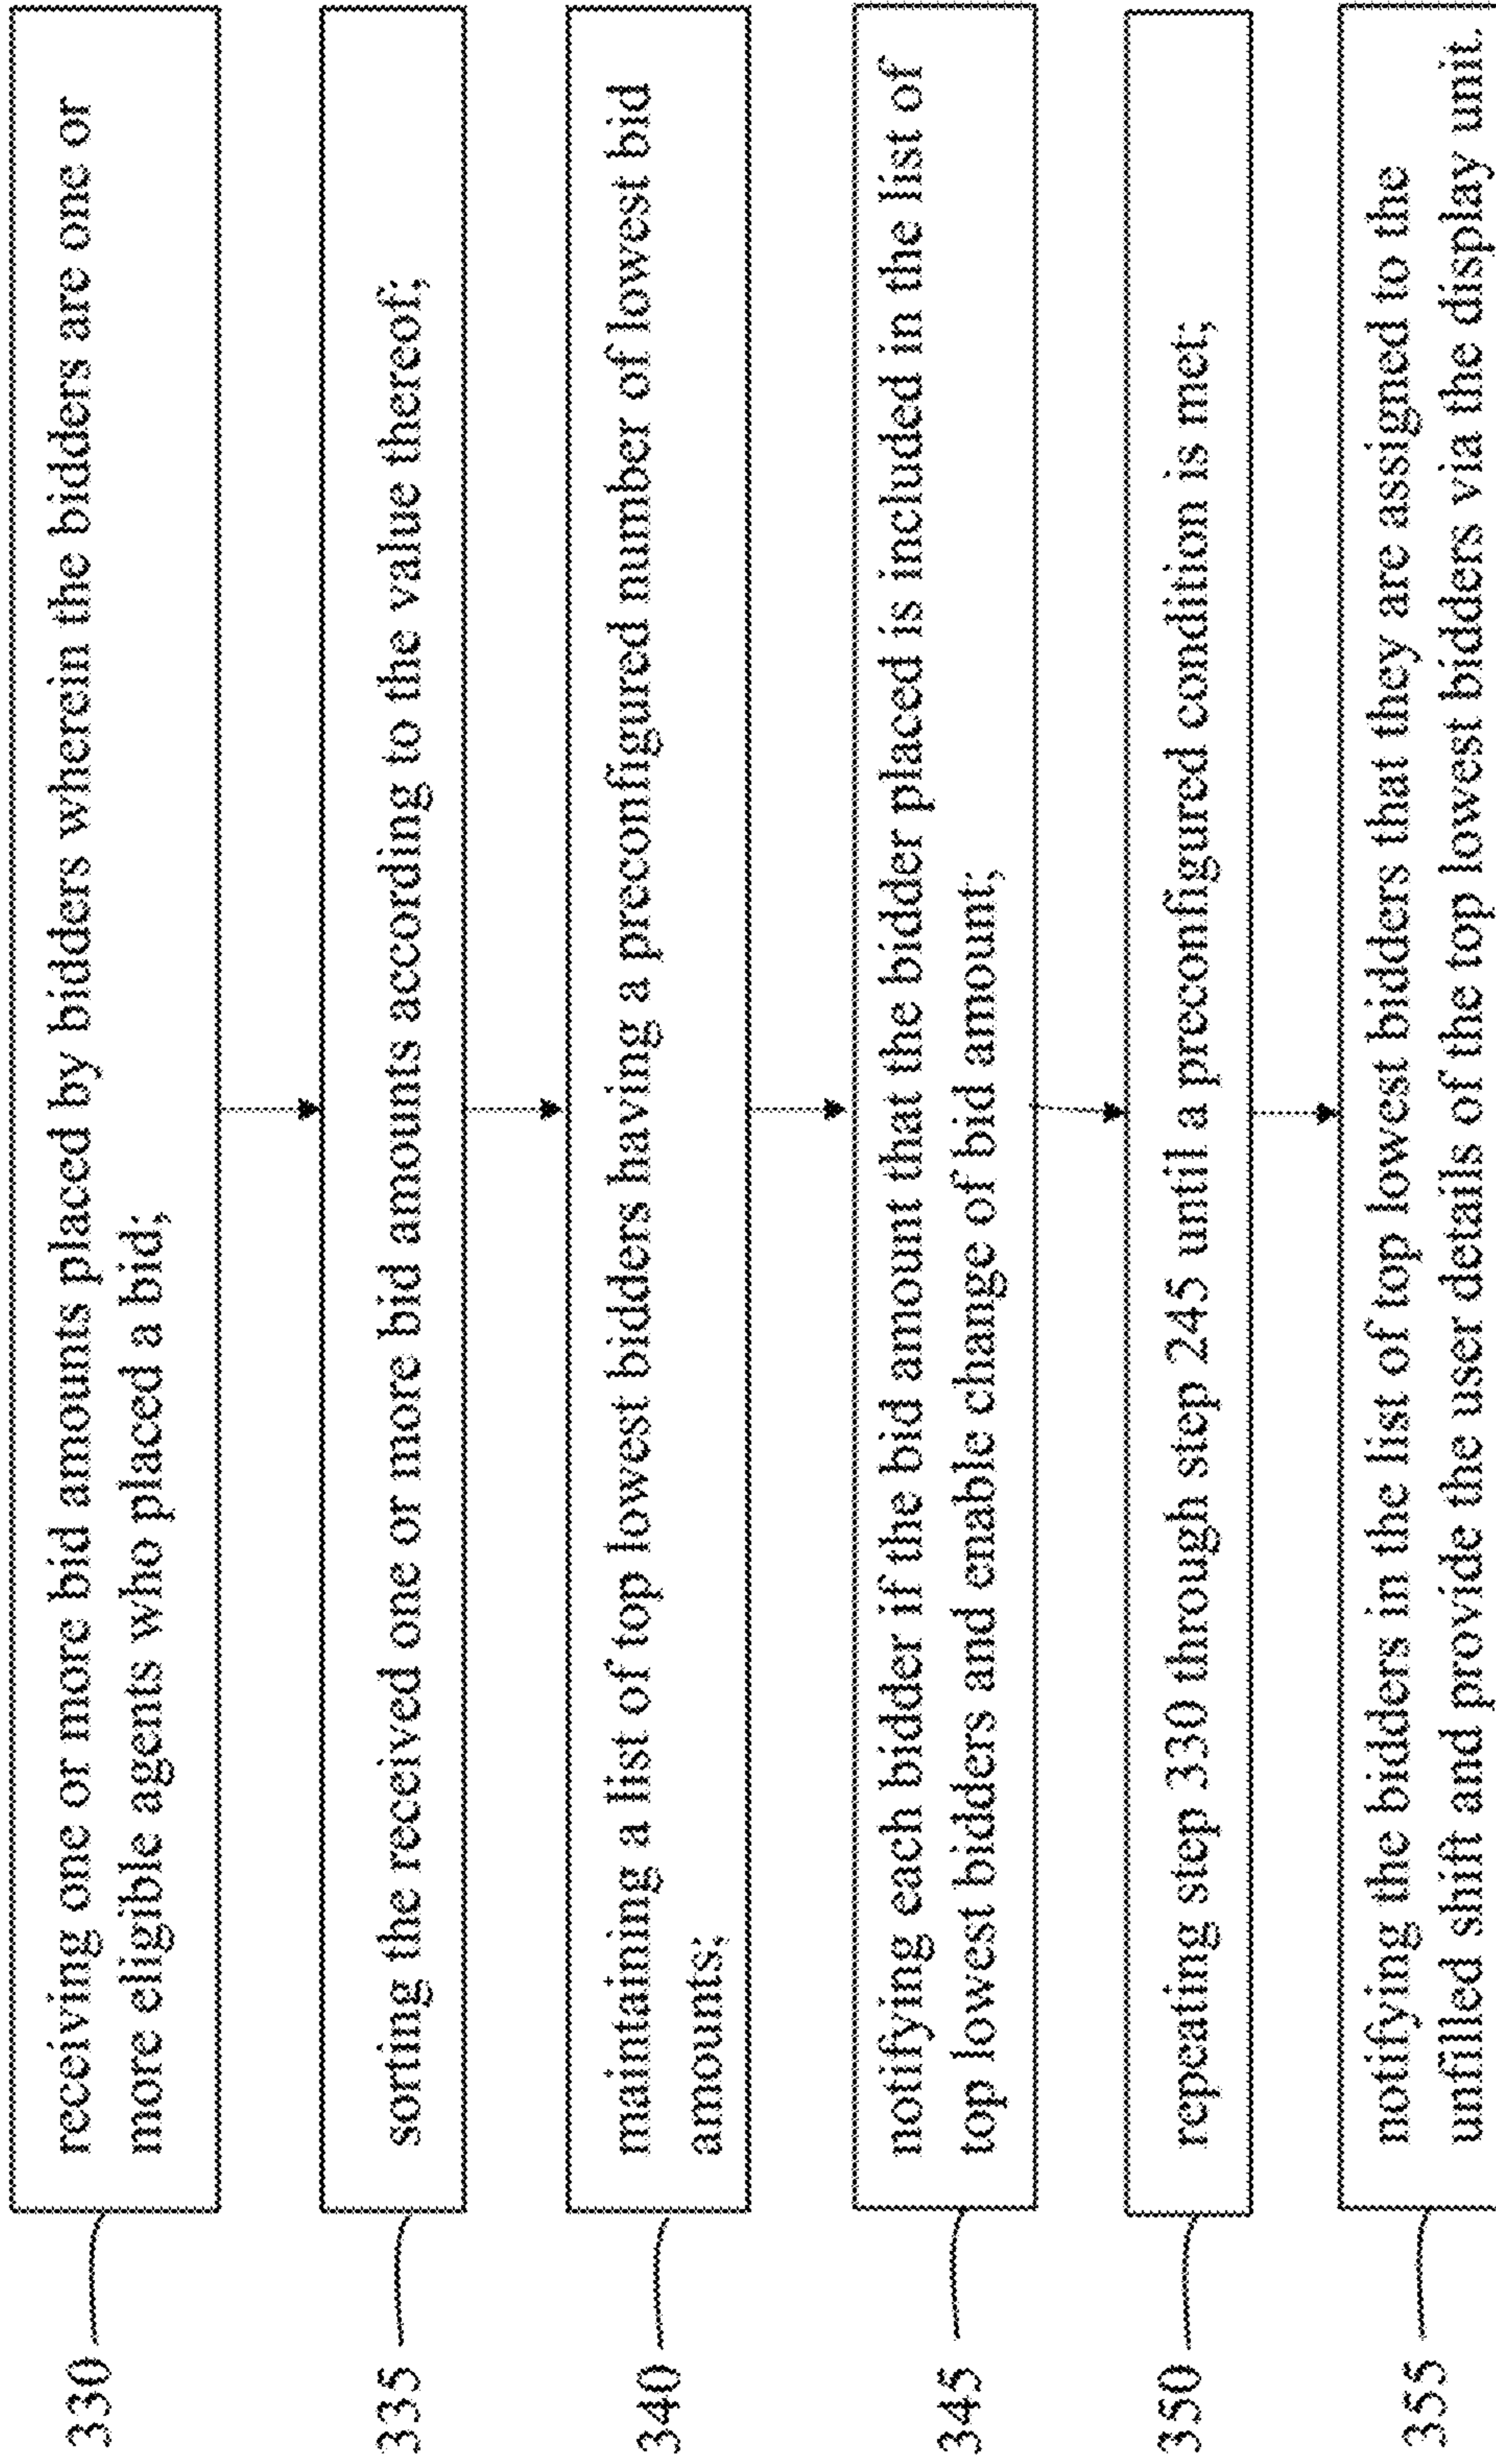 330
receiving one or more bid amounts placed by bidders wherein the bidders are one or
more eligible agents who placed a bid;
335
sorting the received one or more bid amounts according to the value thereof;
340
maintaining a list of top lowest bidders having a preconfigured number of lowest bid
amounts;
345
notifying each bidder if the bid amount that the bidder placed is included in the list of
top lowest bidders and enable change of bid amount;
350
repeating step 330 through step 245 until a preconfigured condition is met;
355
notifying the bidders in the list of top lowest bidders that they are assigned to the
unfilled shift and provide the user details of the top lowest bidders via the display unit.